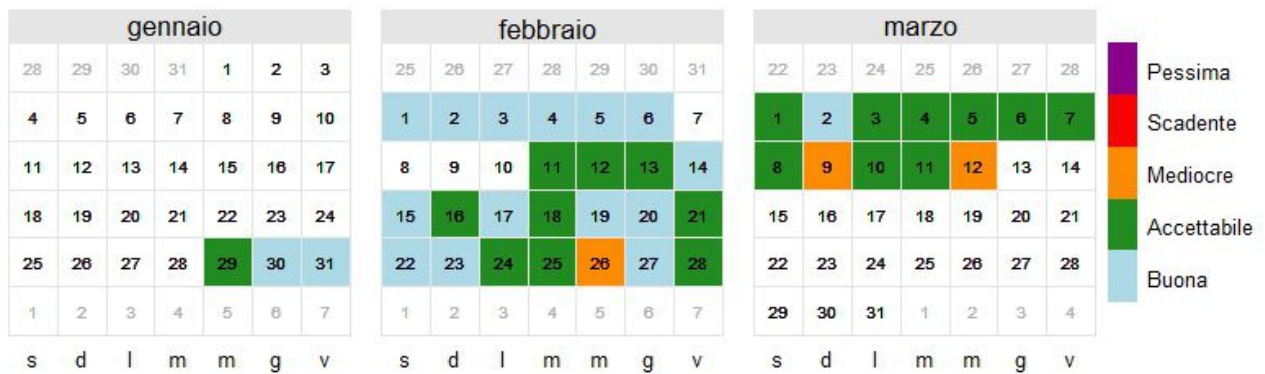 gennaio febbraio marzo
28 29 30 31 1 2 3 25 26 27 28 29 30 31 22 23 24 25 26 27 28
4 5 6 7 8 9 10 1 2 3 4 5 6 7 1 2 3 4 5 6 7
11 12 13 14 15 16 17 8 9 10 11 12 13 14 8 9 10 11 12 13 14
18 19 20 21 22 23 24 15 16 17 18 19 20 21 15 16 17 18 19 20 21
25 26 27 28 29 30 31 22 23 24 25 26 27 28 22 23 24 25 26 27 28
1 2 3 4 5 6 7 1 2 3 4 5 6 7 29 30 31 1 2 3 4
s d l m m g v s d l m m g v s d l m m g v
Pessima
Scadente
Mediocre
Accettabile
Buona